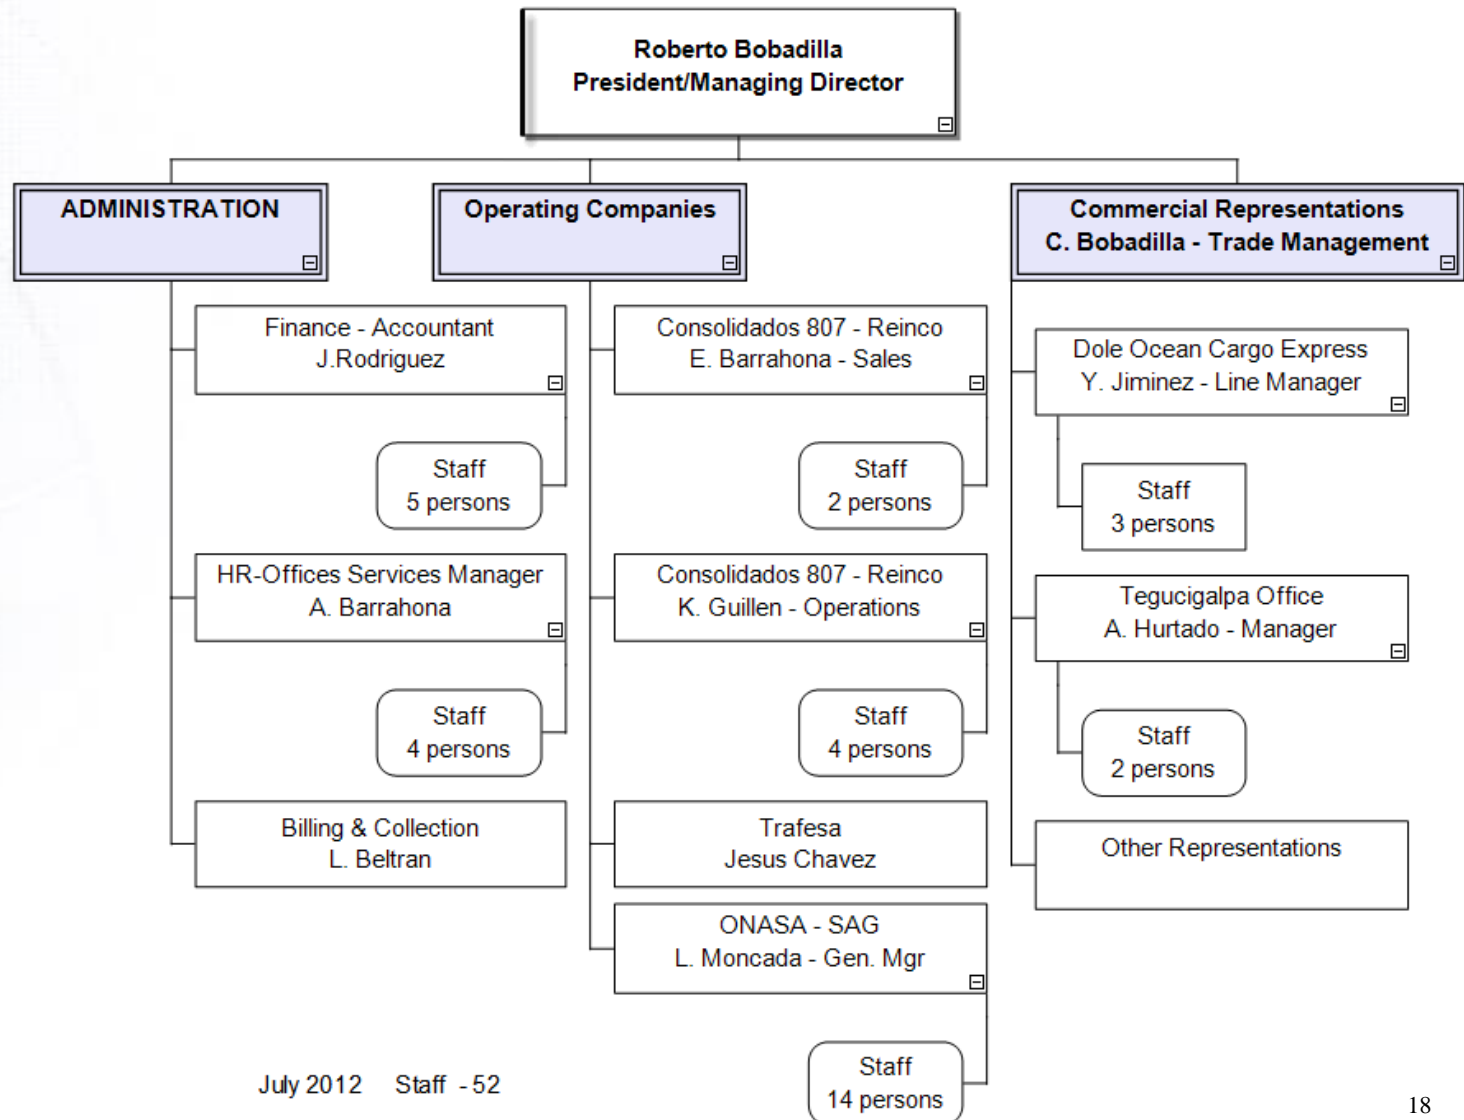 Roberto Bobadilla
President/Managing Director
ADMINISTRATION
Finance - Accountant
J.Rodriguez
Staff
5 persons
HR-Offices Services Manager
A. Barrahona
Staff
4 persons
Billing & Collection
L. Beltran
Operating Companies
Consolidados 807 - Reinco
E. Barrahona - Sales
Staff
2 persons
Consolidados 807 - Reinco
K. Guillen - Operations
Staff
4 persons
Trafesa
Jesus Chavez
ONASA - SAG
L. Moncada - Gen. Mgr
Staff
14 persons
Commercial Representations
C. Bobadilla - Trade Management
Dole Ocean Cargo Express
Y. Jiminez - Line Manager
Staff
3 persons
Tegucigalpa Office
A. Hurtado - Manager
Staff
2 persons
Other Representations
July 2012 Staff - 52
18